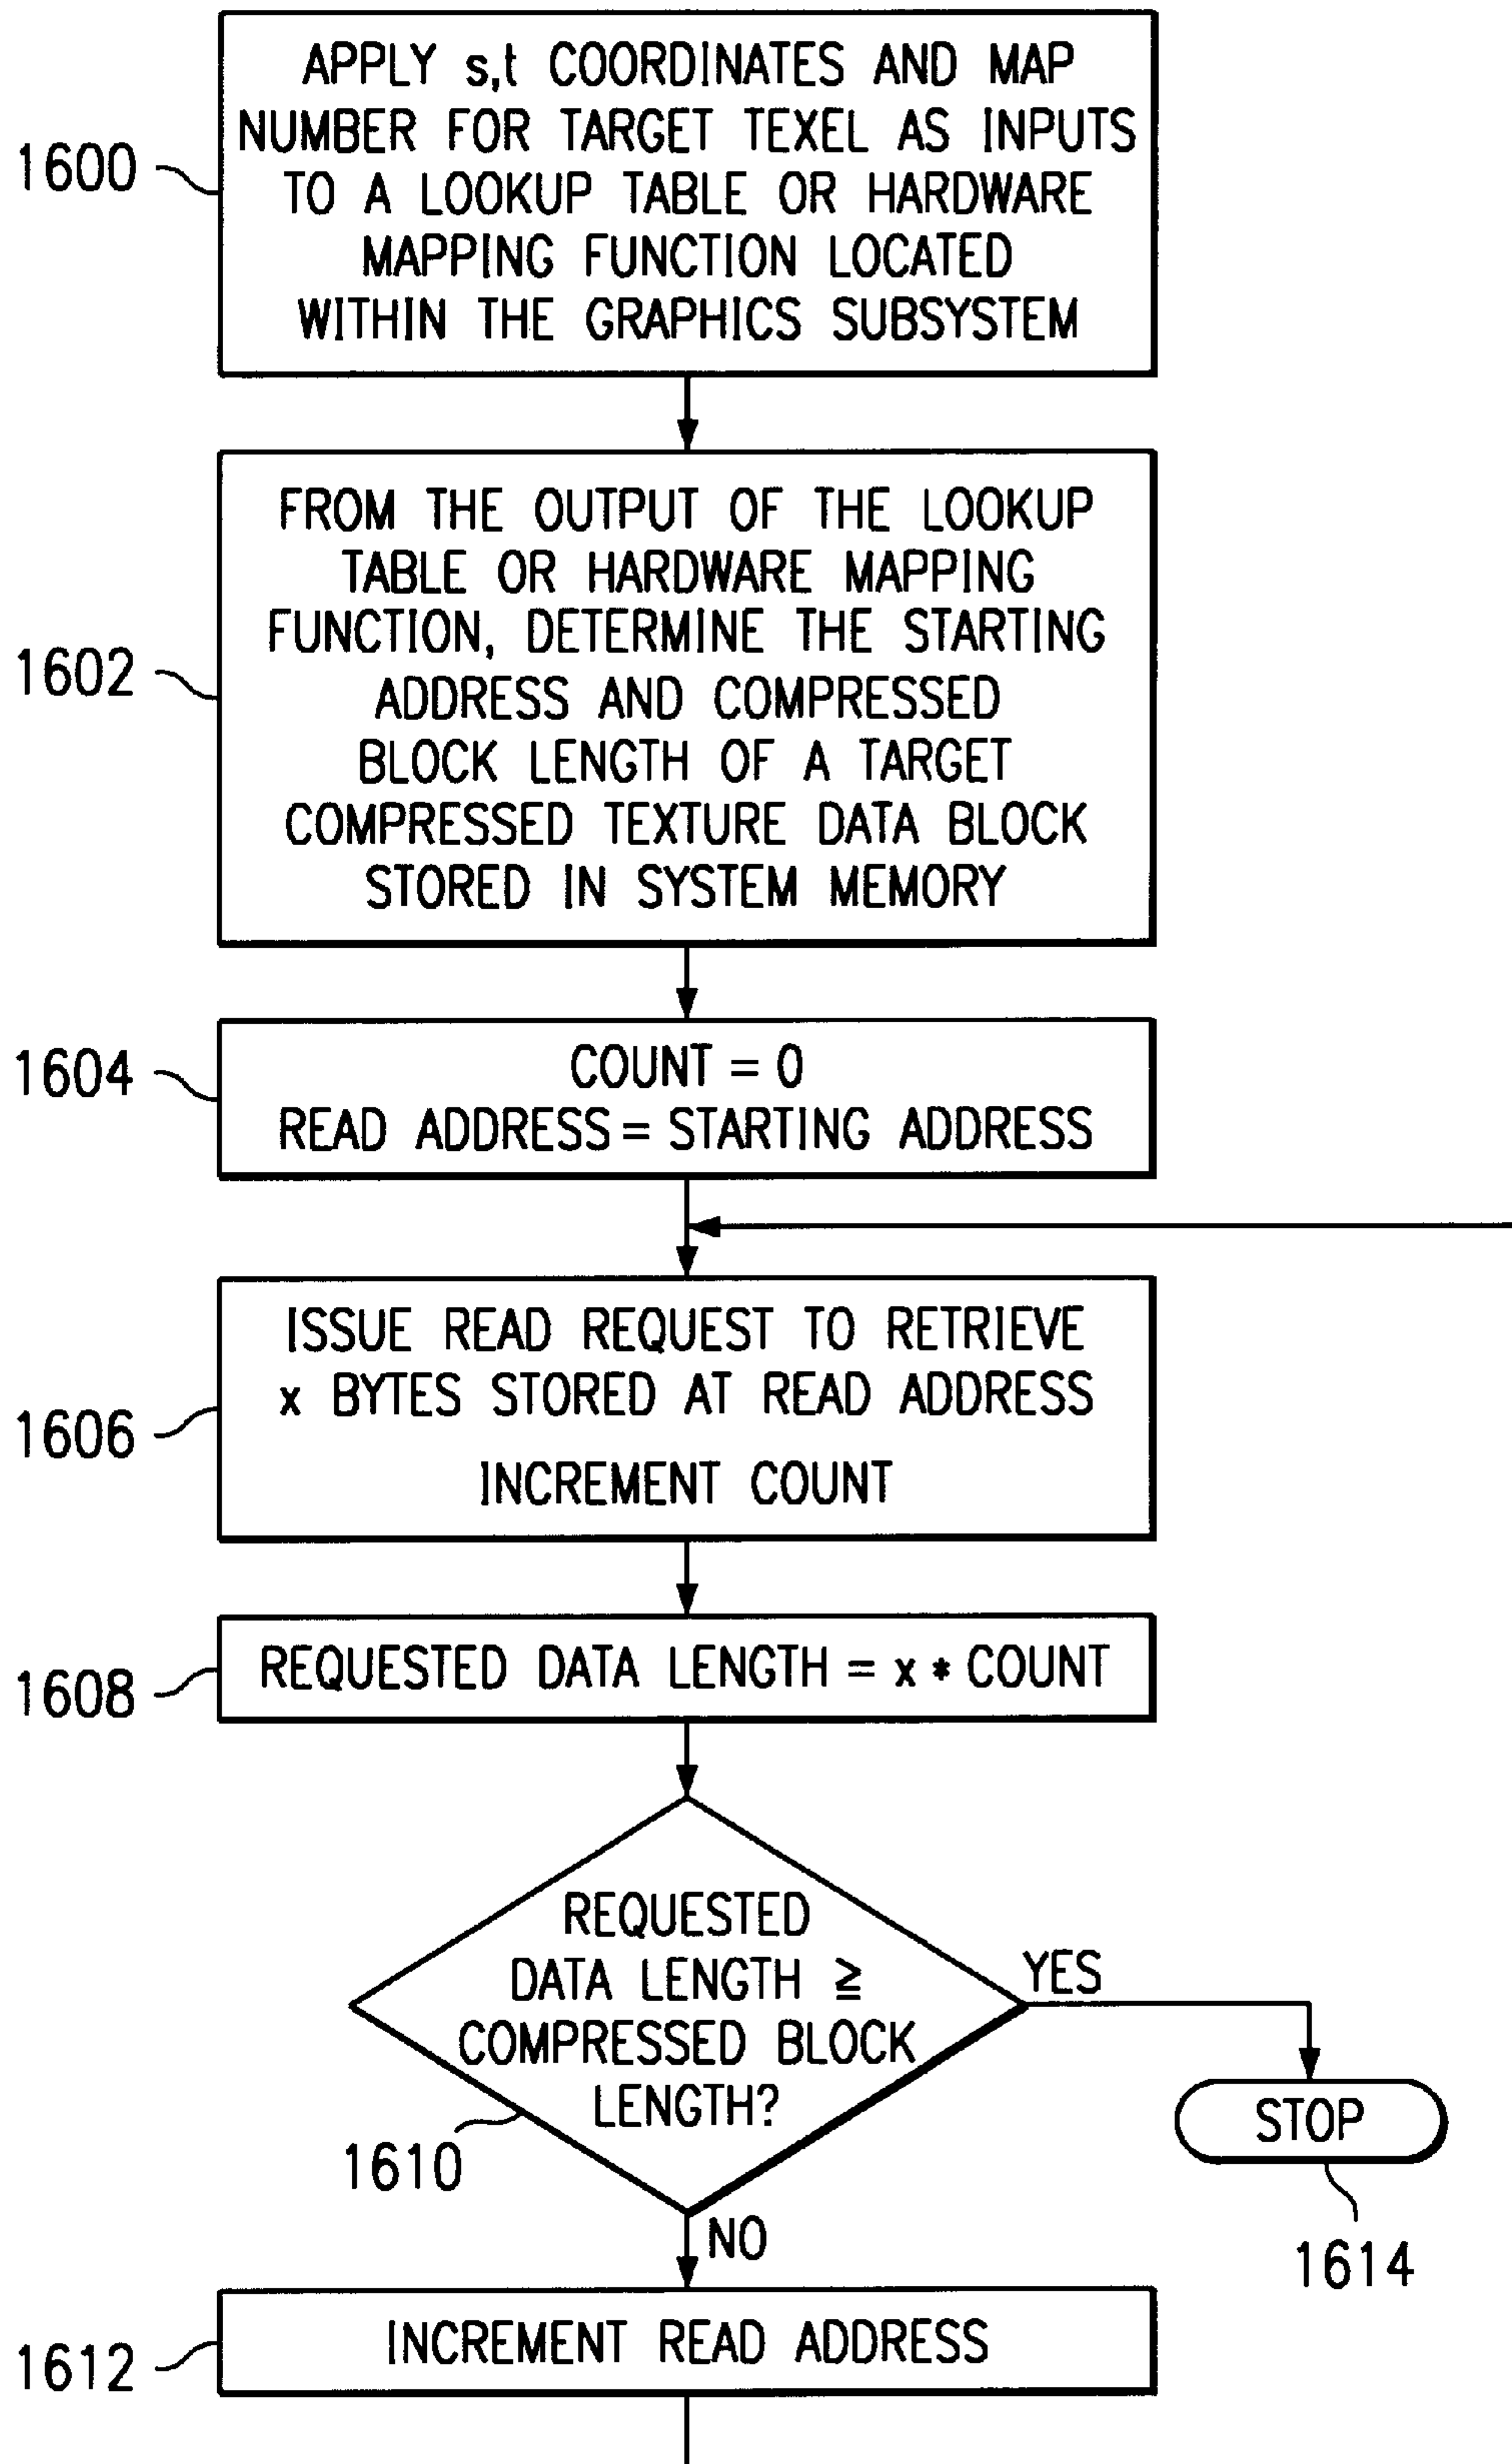 1600
APPLY s,t COORDINATES AND MAP
NUMBER FOR TARGET TEXEL AS INPUTS
TO A LOOKUP TABLE OR HARDWARE
MAPPING FUNCTION LOCATED
WITHIN THE GRAPHICS SUBSYSTEM
1602
FROM THE OUTPUT OF THE LOOKUP
TABLE OR HARDWARE MAPPING
FUNCTION, DETERMINE THE STARTING
ADDRESS AND COMPRESSED
BLOCK LENGTH OF A TARGET
COMPRESSED TEXTURE DATA BLOCK
STORED IN SYSTEM MEMORY
1604
COUNT = 0
READ ADDRESS = STARTING ADDRESS
1606
ISSUE READ REQUEST TO RETRIEVE
x BYTES STORED AT READ ADDRESS
INCREMENT COUNT
1608
REQUESTED DATA LENGTH = x * COUNT
REQUESTED
DATA LENGTH ≧
COMPRESSED BLOCK
LENGTH?
1610
YES
STOP
1614
NO
1612
INCREMENT READ ADDRESS